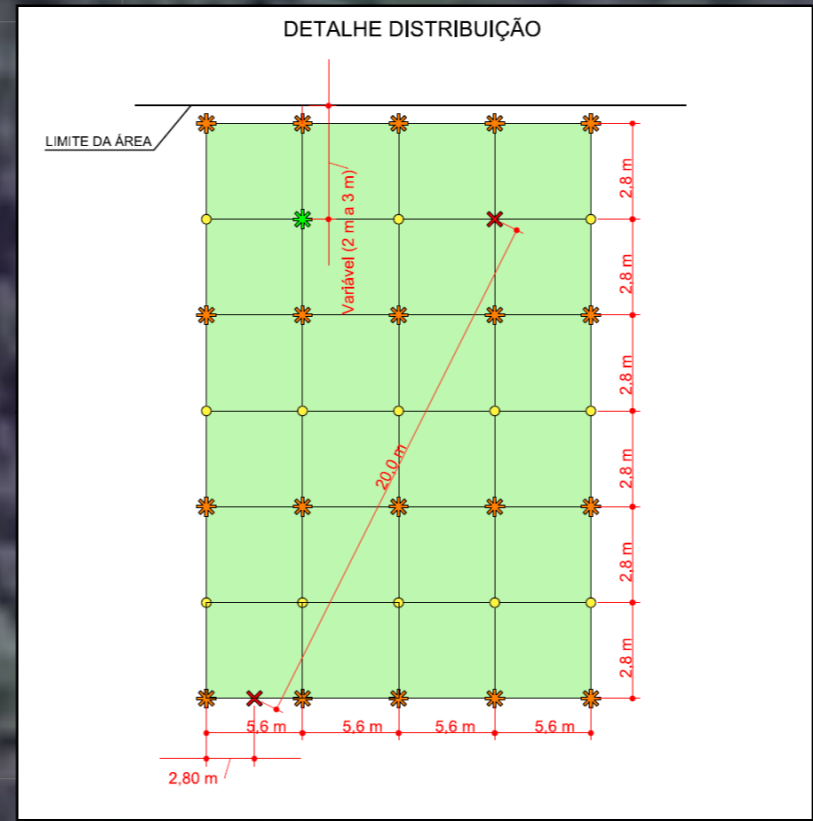 DETALHE DISTRIBUIÇÃO
LIMITE DA ÁREA
Variável (2 m a 3 m)
2,8 m
2,8 m
2,8 m
2,8 m
2,8 m
2,8 m
20,0 m
5,6 m
5,6 m
5,6 m
5,6 m
2,80 m